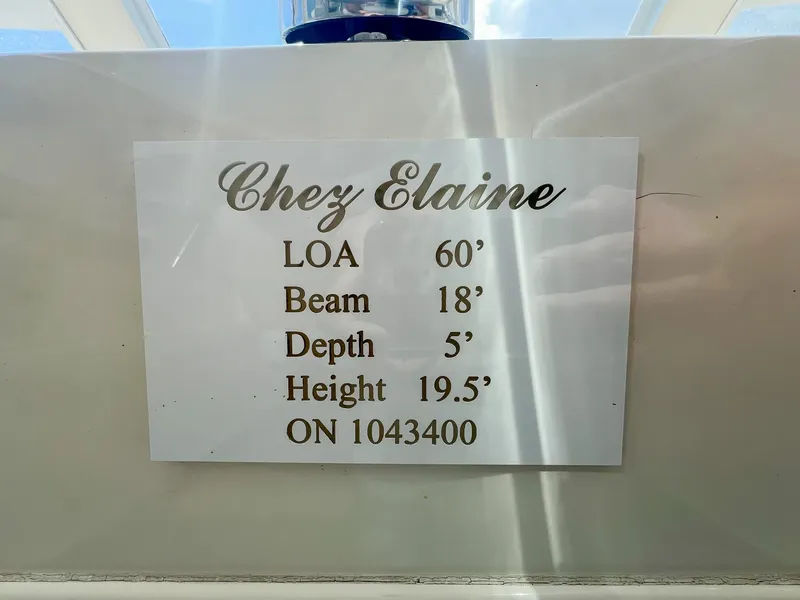 Chez Elaine
LOA 60’
Beam 18’
Depth 5’
Height 19.5’
ON 1043400